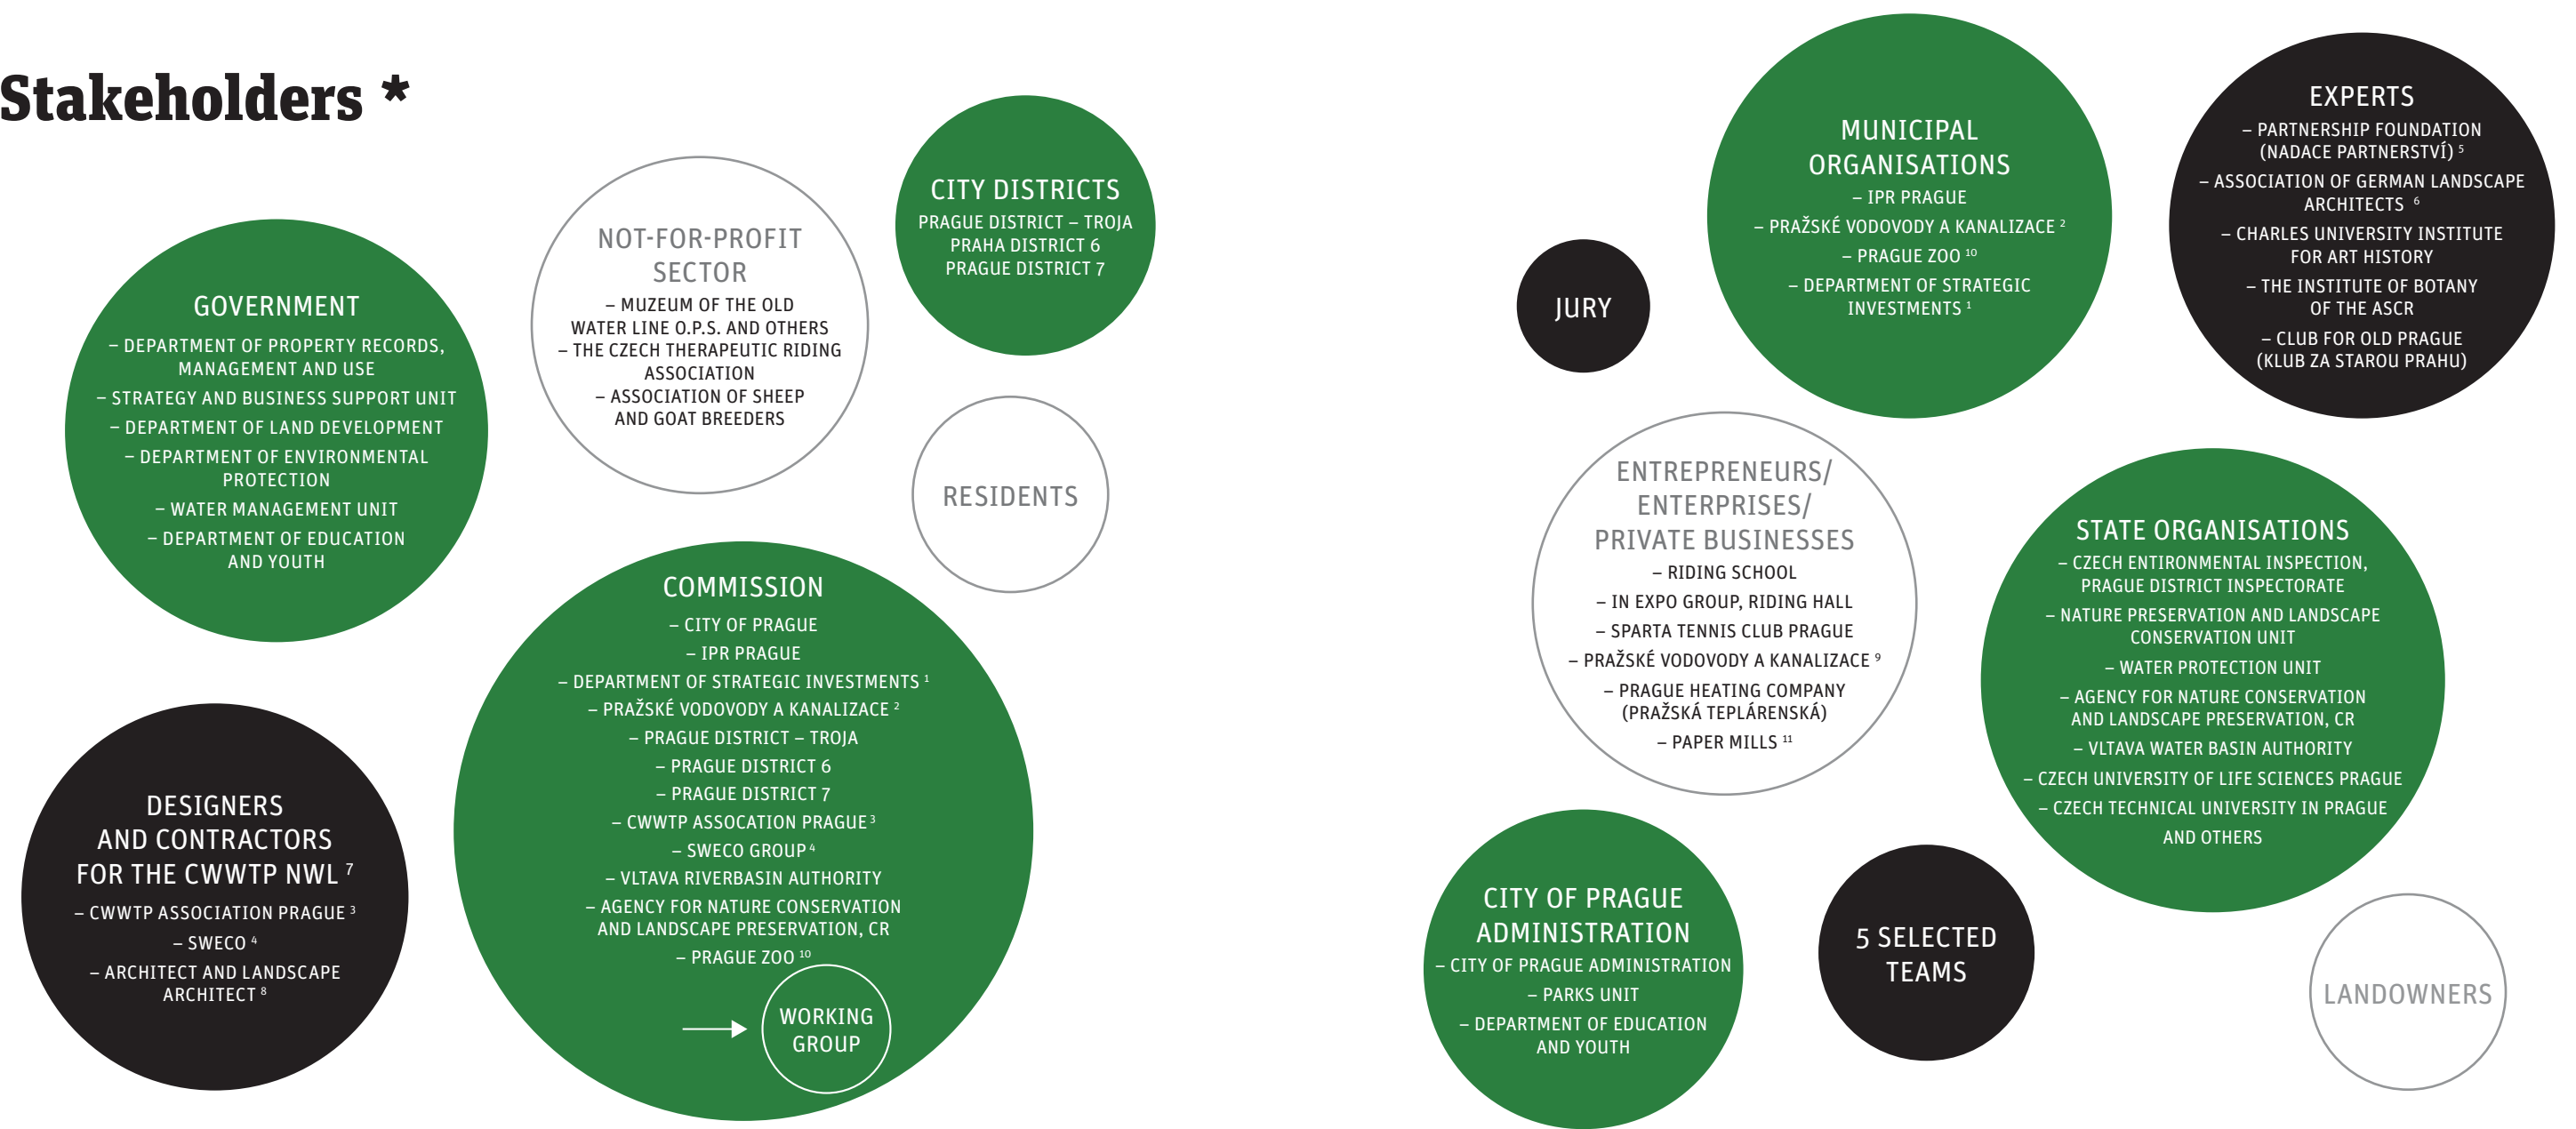 Stakeholders *
GOVERNMENT
– DEPARTMENT OF PROPERTY RECORDS,
MANAGEMENT AND USE
– STRATEGY AND BUSINESS SUPPORT UNIT
– DEPARTMENT OF LAND DEVELOPMENT
– DEPARTMENT OF ENVIRONMENTAL
PROTECTION
– WATER MANAGEMENT UNIT
– DEPARTMENT OF EDUCATION
AND YOUTH
NOT-FOR-PROFIT
SECTOR
– MUZEUM OF THE OLD
WATER LINE O.P.S. AND OTHERS
– THE CZECH THERAPEUTIC RIDING
ASSOCIATION
– ASSOCIATION OF SHEEP
AND GOAT BREEDERS
CITY DISTRICTS
PRAGUE DISTRICT – TROJA
PRAHA DISTRICT 6
PRAGUE DISTRICT 7
RESIDENTS
DESIGNERS
AND CONTRACTORS
FOR THE CWWTP NWL 7
– CWWTP ASSOCIATION PRAGUE 3
– SWECO 4
– ARCHITECT AND LANDSCAPE
ARCHITECT 8
COMMISSION
– CITY OF PRAGUE
– IPR PRAGUE
– DEPARTMENT OF STRATEGIC INVESTMENTS 1
– PRAŽSKÉ VODOVODY A KANALIZACE 2
– PRAGUE DISTRICT – TROJA
– PRAGUE DISTRICT 6
– PRAGUE DISTRICT 7
– CWWTP ASSOCATION PRAGUE 3
– SWECO GROUP 4
– VLTAVA RIVERBASIN AUTHORITY
– AGENCY FOR NATURE CONSERVATION
AND LANDSCAPE PRESERVATION, CR
– PRAGUE ZOO 10
WORKING
GROUP
JURY
MUNICIPAL
ORGANISATIONS
– IPR PRAGUE
– PRAŽSKÉ VODOVODY A KANALIZACE 2
– PRAGUE ZOO 10
– DEPARTMENT OF STRATEGIC
INVESTMENTS 1
EXPERTS
– PARTNERSHIP FOUNDATION
(NADACE PARTNERSTVÍ) 5
– ASSOCIATION OF GERMAN LANDSCAPE
ARCHITECTS 6
– CHARLES UNIVERSITY INSTITUTE
FOR ART HISTORY
– THE INSTITUTE OF BOTANY
OF THE ASCR
– CLUB FOR OLD PRAGUE
(KLUB ZA STAROU PRAHU)
ENTREPRENEURS/
ENTERPRISES/
PRIVATE BUSINESSES
– RIDING SCHOOL
– IN EXPO GROUP, RIDING HALL
– SPARTA TENNIS CLUB PRAGUE
– PRAŽSKÉ VODOVODY A KANALIZACE 9
– PRAGUE HEATING COMPANY
(PRAŽSKÁ TEPLÁRENSKÁ)
– PAPER MILLS 11
STATE ORGANISATIONS
– CZECH ENTIRONMENTAL INSPECTION,
PRAGUE DISTRICT INSPECTORATE
– NATURE PRESERVATION AND LANDSCAPE
CONSERVATION UNIT
– WATER PROTECTION UNIT
– AGENCY FOR NATURE CONSERVATION
AND LANDSCAPE PRESERVATION, CR
– VLTAVA WATER BASIN AUTHORITY
– CZECH UNIVERSITY OF LIFE SCIENCES PRAGUE
– CZECH TECHNICAL UNIVERSITY IN PRAGUE
AND OTHERS
CITY OF PRAGUE
ADMINISTRATION
– CITY OF PRAGUE ADMINISTRATION
– PARKS UNIT
– DEPARTMENT OF EDUCATION
AND YOUTH
5 SELECTED
TEAMS
LANDOWNERS